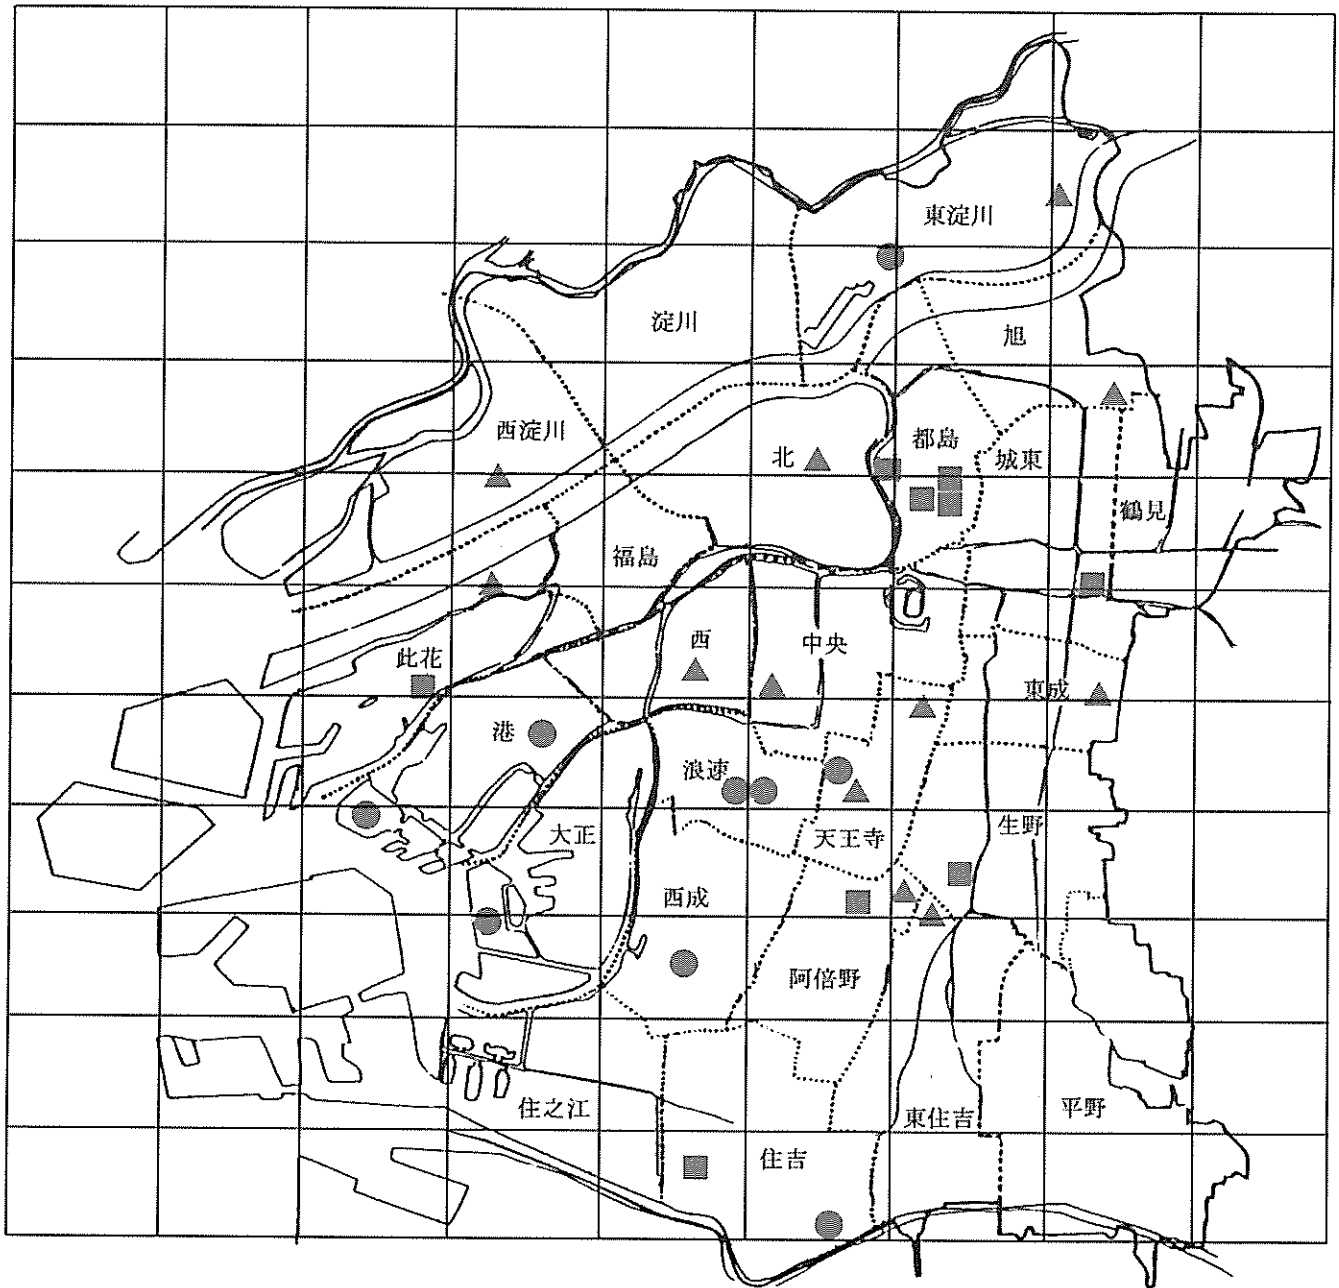 東淀川
淀川
旭
西淀川
北
都島
城東
鶴見
福島
西
中央
此花
東成
港
浪速
大正
天王寺
生野
西成
阿倍野
住之江
東住吉
平野
住吉